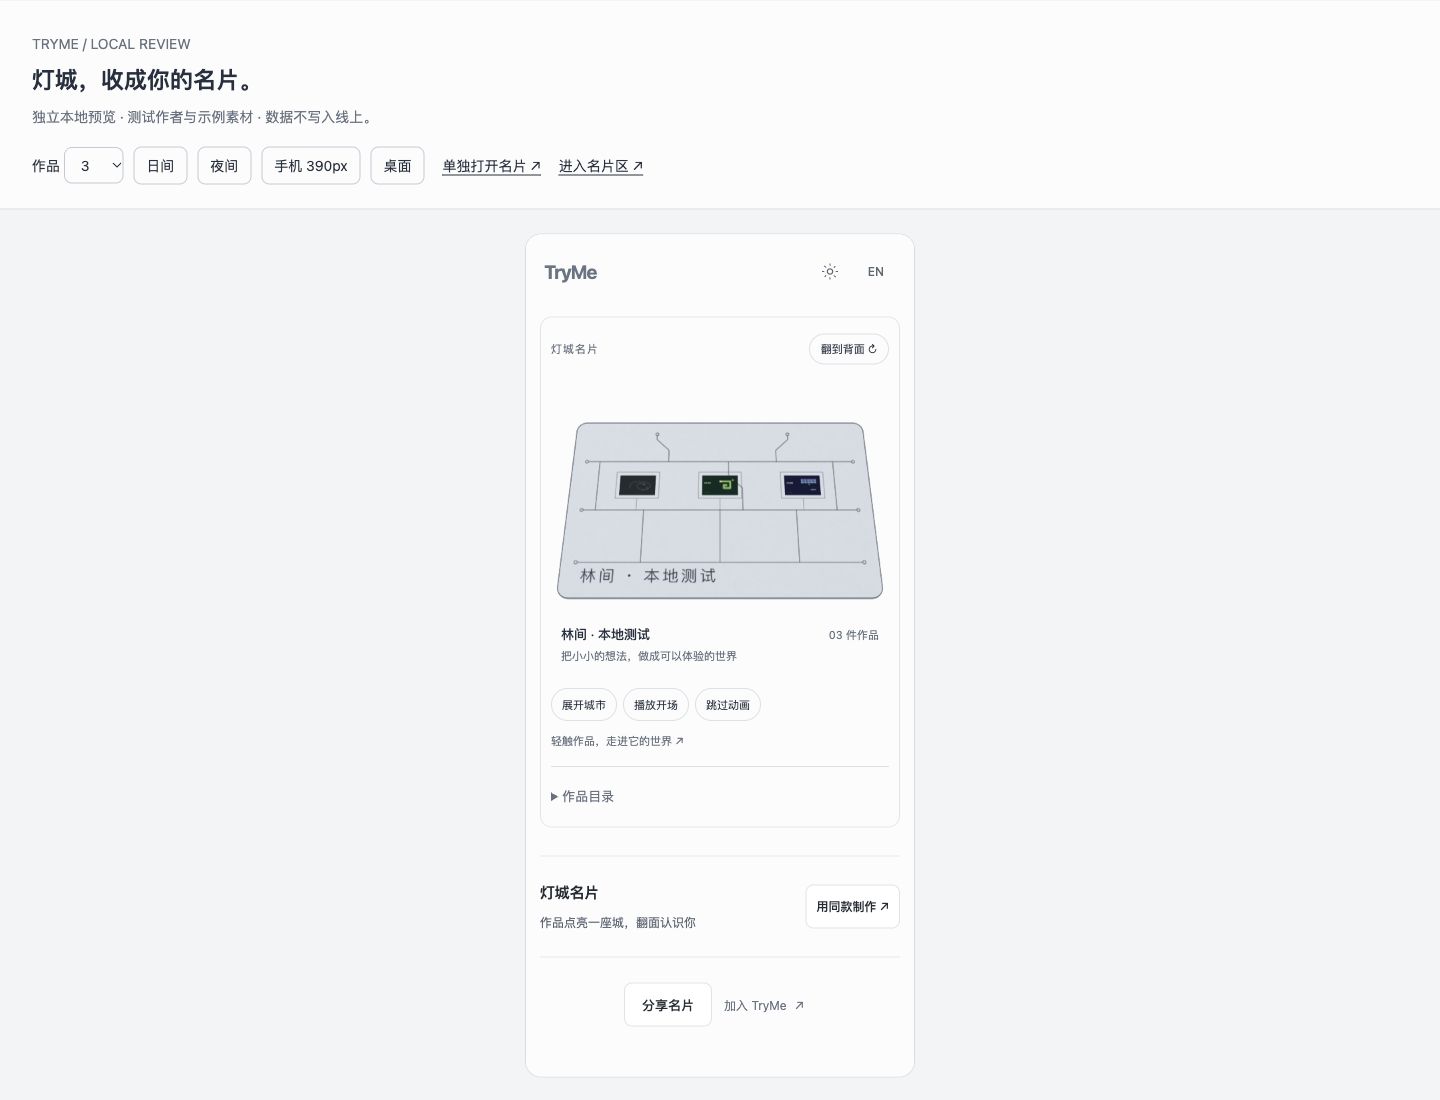 TRYME / LOCAL REVIEW
灯城，收成你的名片。
独立本地预览 · 测试作者与示例素材 · 数据不写入线上。
作品 3 日间 夜间 手机 390px 桌面 单独打开名片 ↗ 进入名片区 ↗
TryMe EN
灯城名片 翻到背面 ↻
林间 · 本地测试
林间 · 本地测试 03 件作品
把小小的想法，做成可以体验的世界
展开城市 播放开场 跳过动画
轻触作品，走进它的世界 ↗
▶ 作品目录
灯城名片
作品点亮一座城，翻面认识你
用同款制作 ↗
分享名片 加入 TryMe ↗